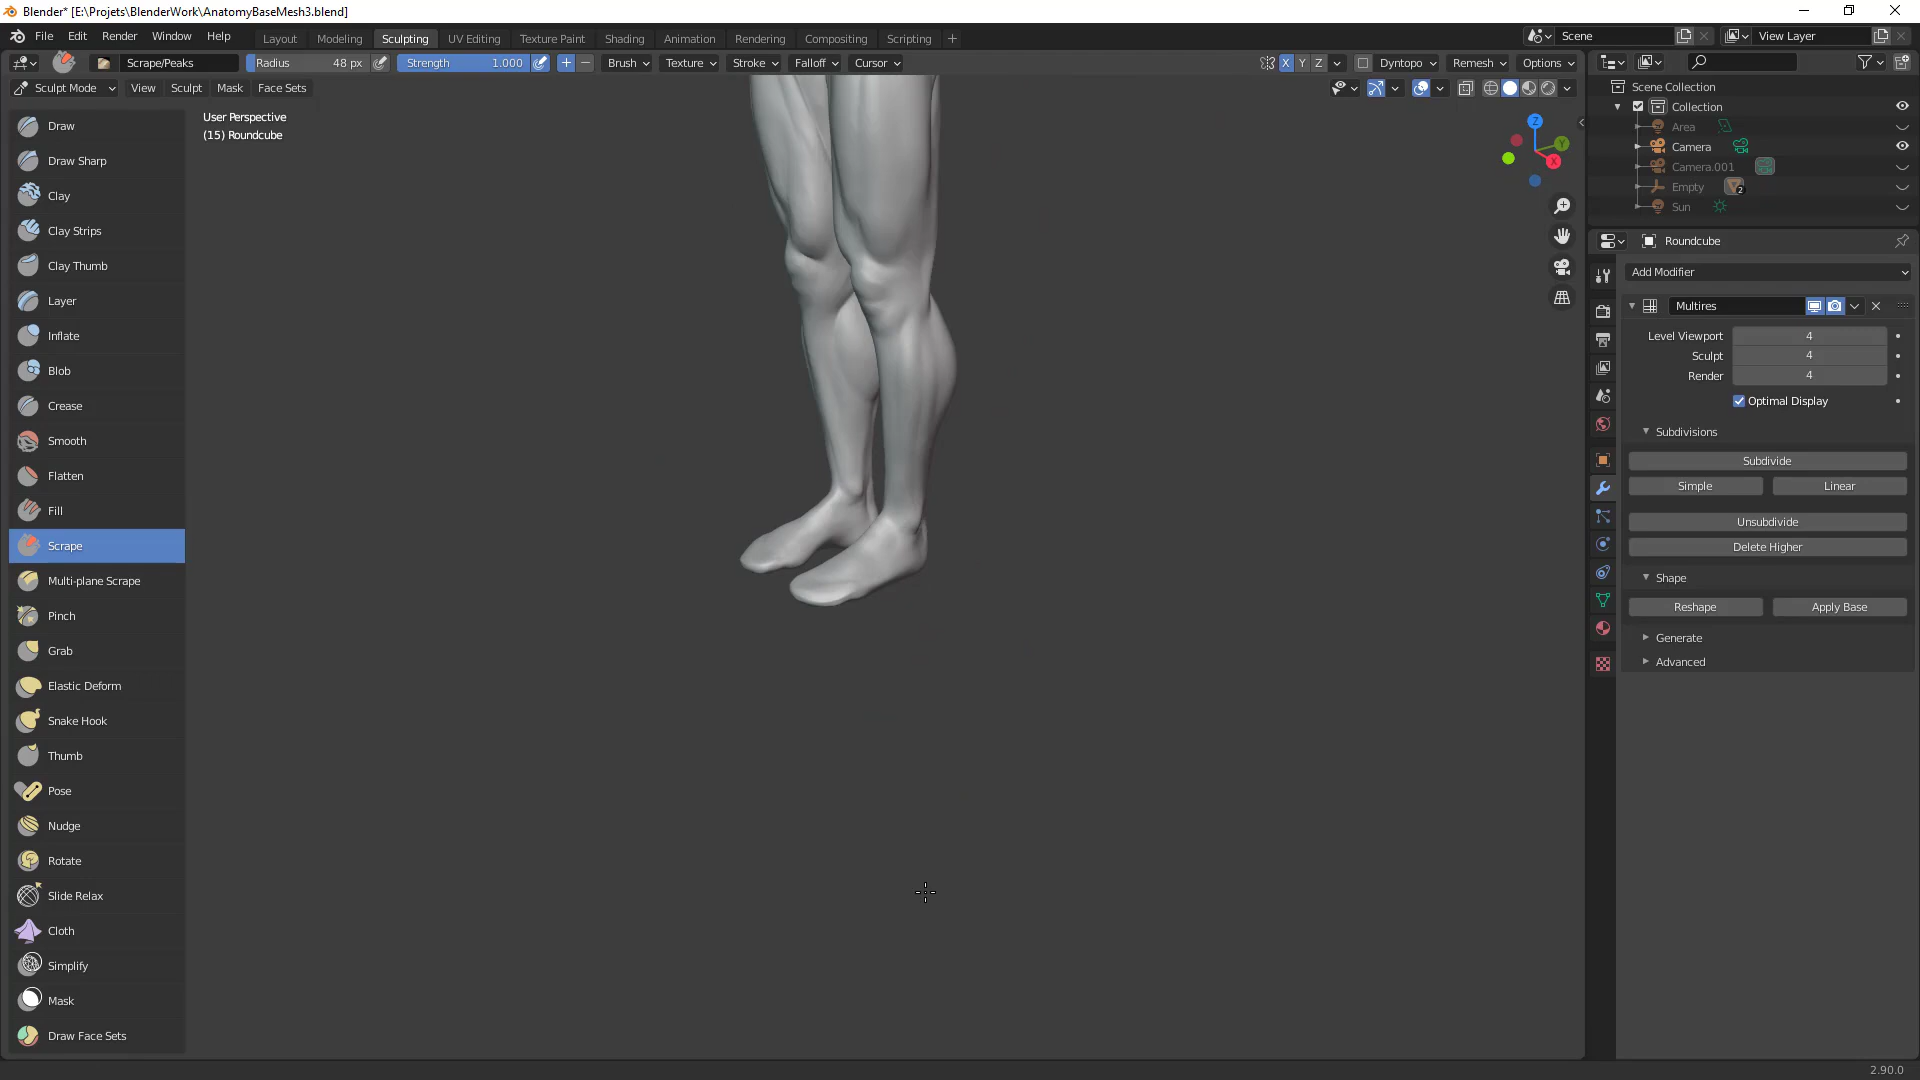 Blender* [E:\Projets\BlenderWork\AnatomyBaseMesh3.blend]
File Edit Render Window Help Layout Modeling Sculpting UV Editing Texture Paint Shading Animation Rendering Compositing Scripting + Scene View Layer
Scrape/Peaks Radius 48 px Strength 1.000 + − Brush Texture Stroke Falloff Cursor X Y Z Dyntopo Remesh Options
Sculpt Mode View Sculpt Mask Face Sets
User Perspective
(15) Roundcube
Z
Y
X
Draw
Draw Sharp
Clay
Clay Strips
Clay Thumb
Layer
Inflate
Blob
Crease
Smooth
Flatten
Fill
Scrape
Multi-plane Scrape
Pinch
Grab
Elastic Deform
Snake Hook
Thumb
Pose
Nudge
Rotate
Slide Relax
Cloth
Simplify
Mask
Draw Face Sets
Scene Collection
Collection
Area
Camera
Camera.001
Empty 2
Sun
Roundcube
Add Modifier
Multires
Level Viewport 4
Sculpt 4
Render 4
Optimal Display
Subdivisions
Subdivide
Simple Linear
Unsubdivide
Delete Higher
Shape
Reshape Apply Base
Generate
Advanced
2.90.0